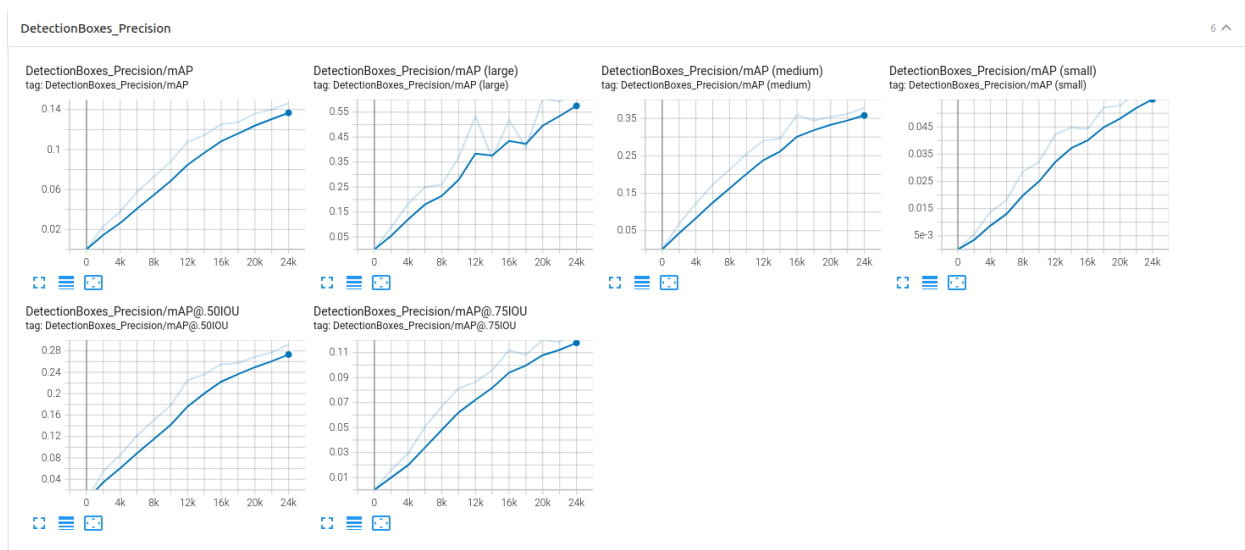 DetectionBoxes_Precision
6
DetectionBoxes_Precision/mAP
tag: DetectionBoxes_Precision/mAP
0.14
0.1
0.06
0.02
0 4k 8k 12k 16k 20k 24k
DetectionBoxes_Precision/mAP (large)
tag: DetectionBoxes_Precision/mAP (large)
0.55
0.45
0.35
0.25
0.15
0.05
0 4k 8k 12k 16k 20k 24k
DetectionBoxes_Precision/mAP (medium)
tag: DetectionBoxes_Precision/mAP (medium)
0.35
0.25
0.15
0.05
0 4k 8k 12k 16k 20k 24k
DetectionBoxes_Precision/mAP (small)
tag: DetectionBoxes_Precision/mAP (small)
0.045
0.035
0.025
0.015
5e-3
0 4k 8k 12k 16k 20k 24k
DetectionBoxes_Precision/mAP@.50IOU
tag: DetectionBoxes_Precision/mAP@.50IOU
0.28
0.24
0.2
0.16
0.12
0.08
0.04
0 4k 8k 12k 16k 20k 24k
DetectionBoxes_Precision/mAP@.75IOU
tag: DetectionBoxes_Precision/mAP@.75IOU
0.11
0.09
0.07
0.05
0.03
0.01
0 4k 8k 12k 16k 20k 24k